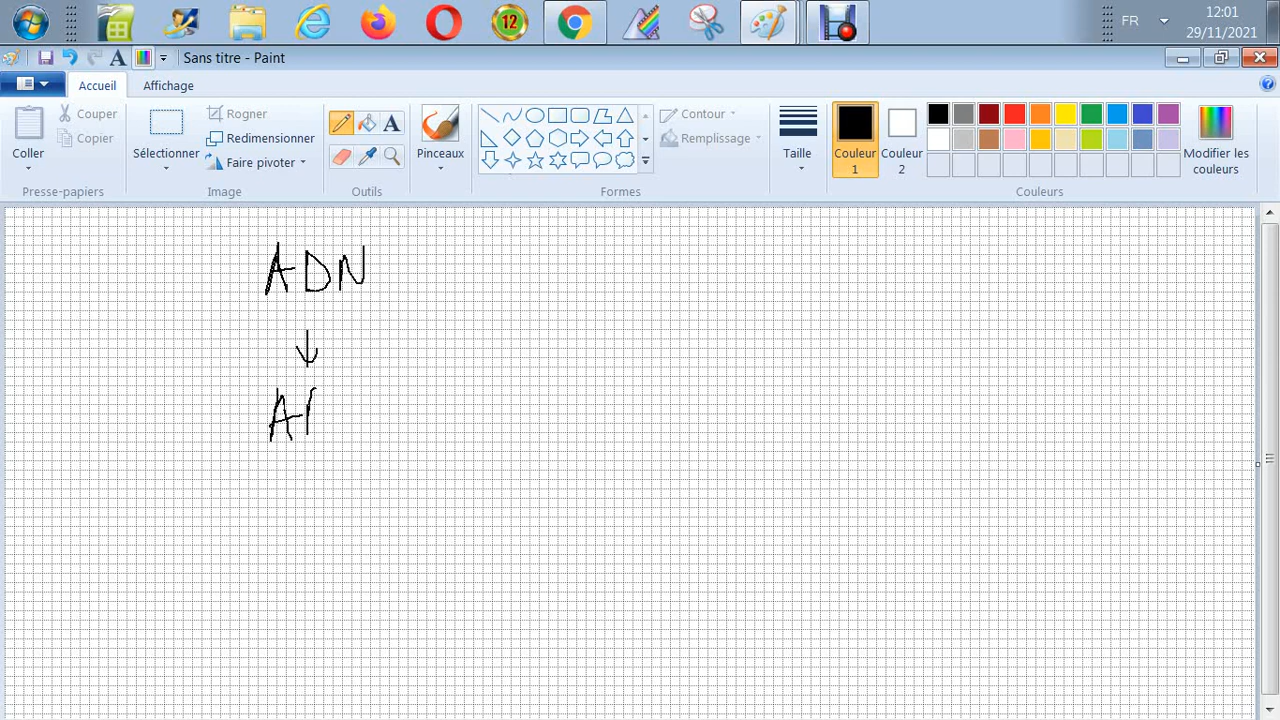 12
FR
12:01
29/11/2021
Sans titre - Paint
Accueil
Affichage
Coller
Couper
Copier
Presse-papiers
Sélectionner
Rogner
Redimensionner
Faire pivoter
Image
A
Outils
Pinceaux
Contour
Remplissage
Formes
Taille
Couleur 1
Couleur 2
Modifier les couleurs
Couleurs
ADN
↓
A